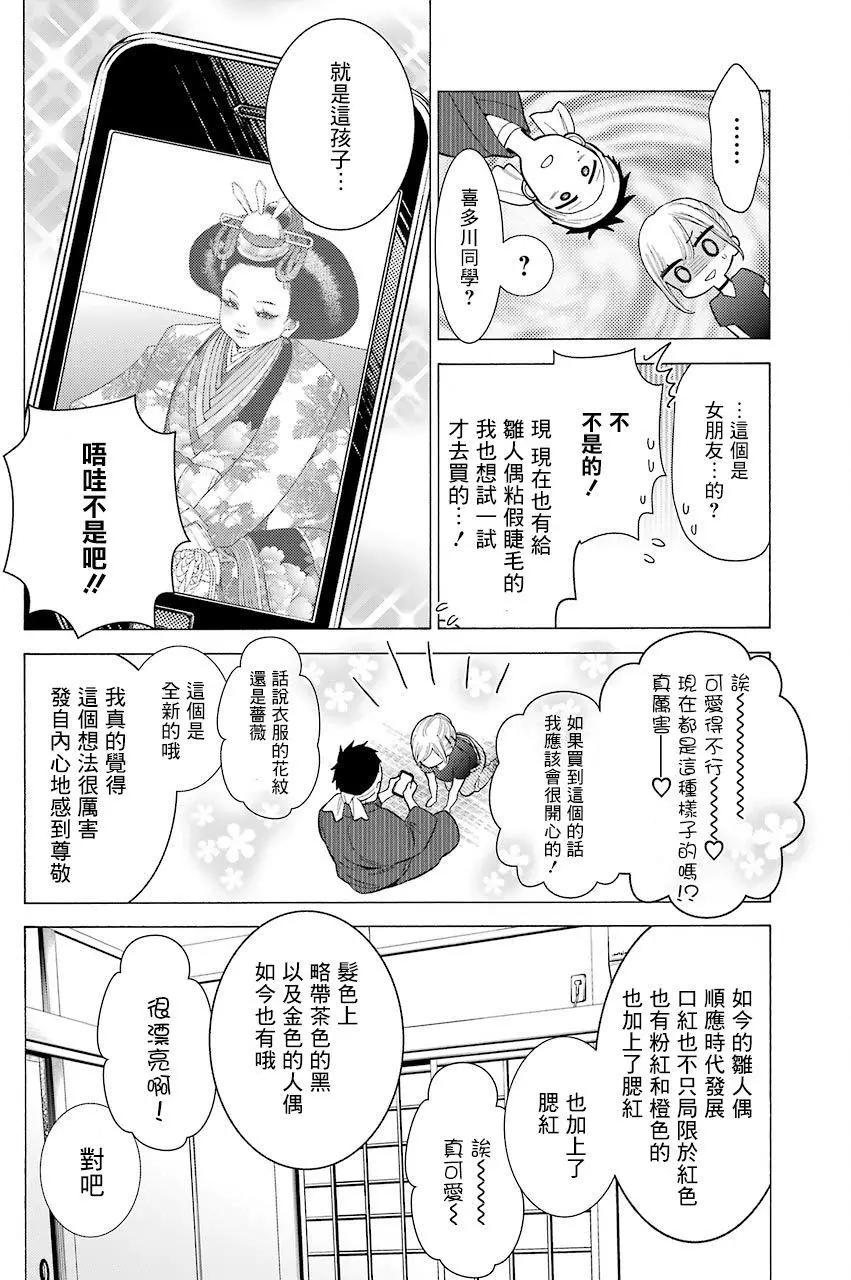 ……
喜多川同學？
？
…這個是
女朋友…的？
不
不是的！
現 現在也有給
雛人偶粘假睫毛的
我也想試一試
才去買的…！
就是這孩子…
唔哇不是吧！！
誒～～～～
可愛得不行～～♡
現在都是這種樣子的嗎！？
真厲害――♡
如果買到這個的話
我應該會很開心的！
話說衣服的花紋
還是薔薇
這個是
全新的哦
我真的覺得
這個想法很厲害
發自內心地感到尊敬
如今的雛人偶
順應時代發展
口紅也不只局限於紅色
也有粉紅和橙色的
也加上了腮紅
也加上了
腮紅
誒～～～
真可愛～～
髮色上
略帶茶色的黑
以及金色的人偶
如今也有哦
很漂亮啊！
對吧